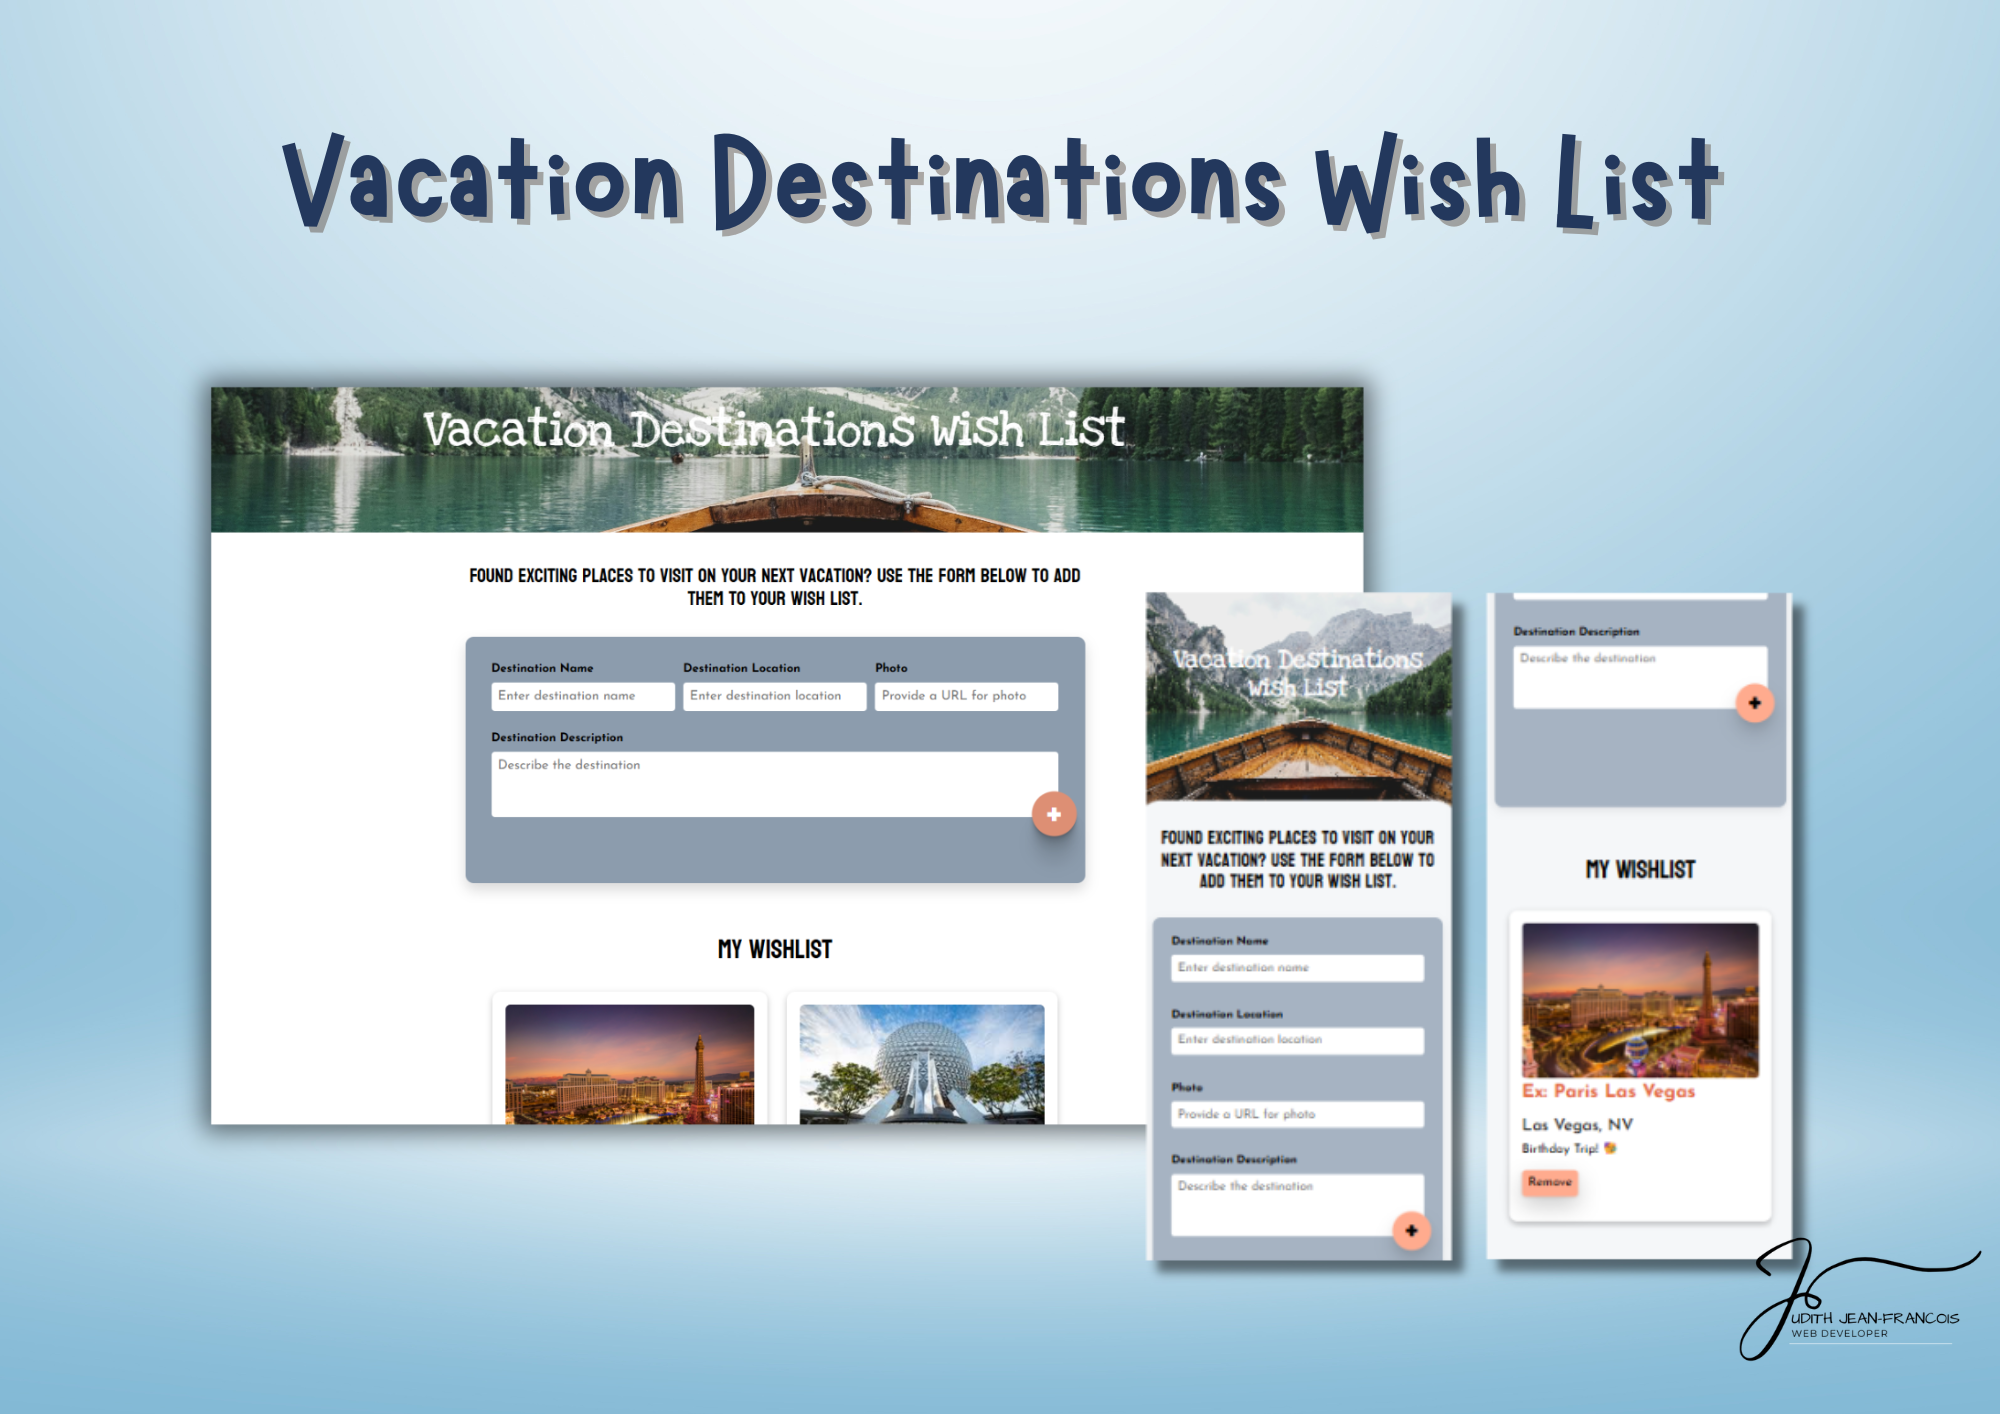 Vacation Destinations Wish List
Vacation Destinations Wish List
FOUND EXCITING PLACES TO VISIT ON YOUR NEXT VACATION? USE THE FORM BELOW TO ADD
THEM TO YOUR WISH LIST.
Destination Name
Destination Location
Photo
Enter destination name
Enter destination location
Provide a URL for photo
Destination Description
Describe the destination
+
MY WISHLIST
Vacation Destinations
Wish List
FOUND EXCITING PLACES TO VISIT ON YOUR
NEXT VACATION? USE THE FORM BELOW TO
ADD THEM TO YOUR WISH LIST.
Destination Name
Enter destination name
Destination Location
Enter destination location
Photo
Provide a URL for photo
Destination Description
Describe the destination
+
Destination Description
Describe the destination
+
MY WISHLIST
Ex: Paris Las Vegas
Las Vegas, NV
Birthday Trip! 
Remove
JUDITH JEAN-FRANCOIS
WEB DEVELOPER